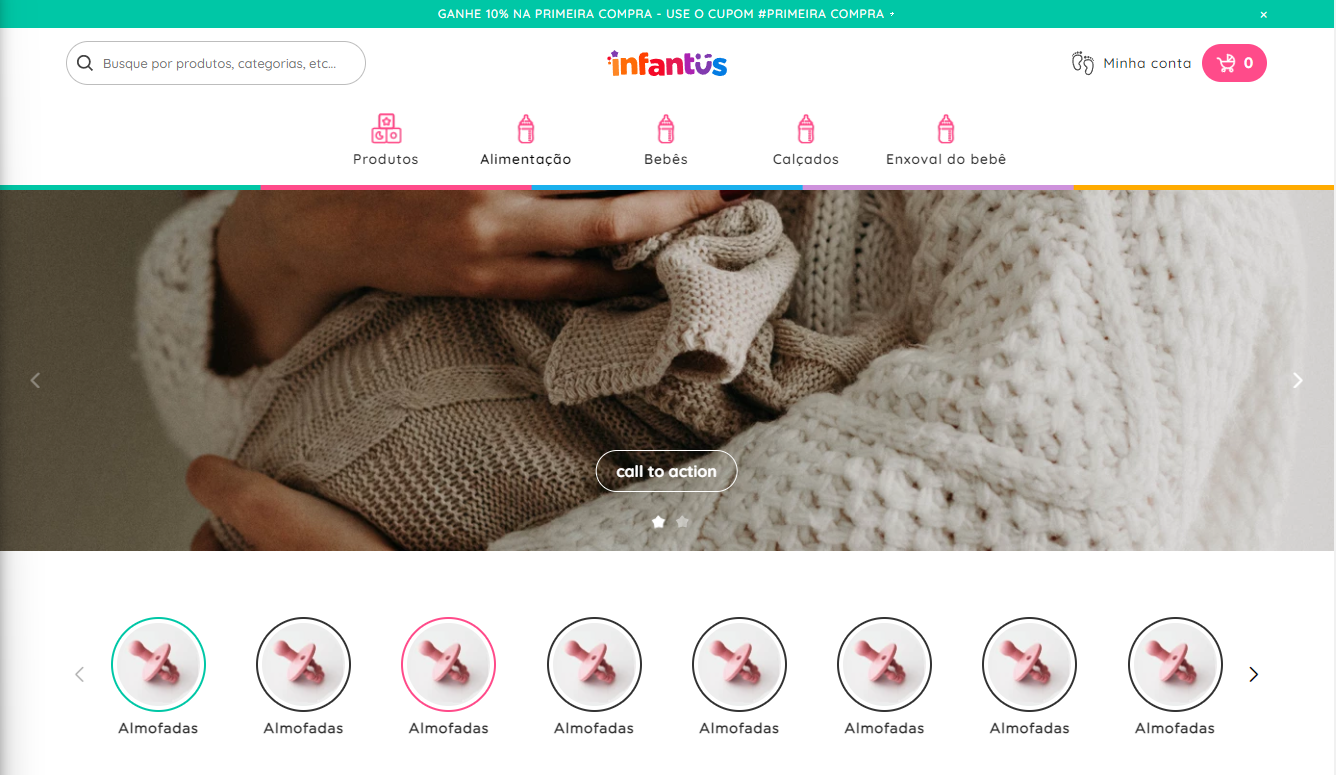 GANHE 10% NA PRIMEIRA COMPRA - USE O CUPOM #PRIMEIRA COMPRA
×
Busque por produtos, categorias, etc...
infantüs
Minha conta
0
Produtos
Alimentação
Bebês
Calçados
Enxoval do bebê
call to action
Almofadas
Almofadas
Almofadas
Almofadas
Almofadas
Almofadas
Almofadas
Almofadas